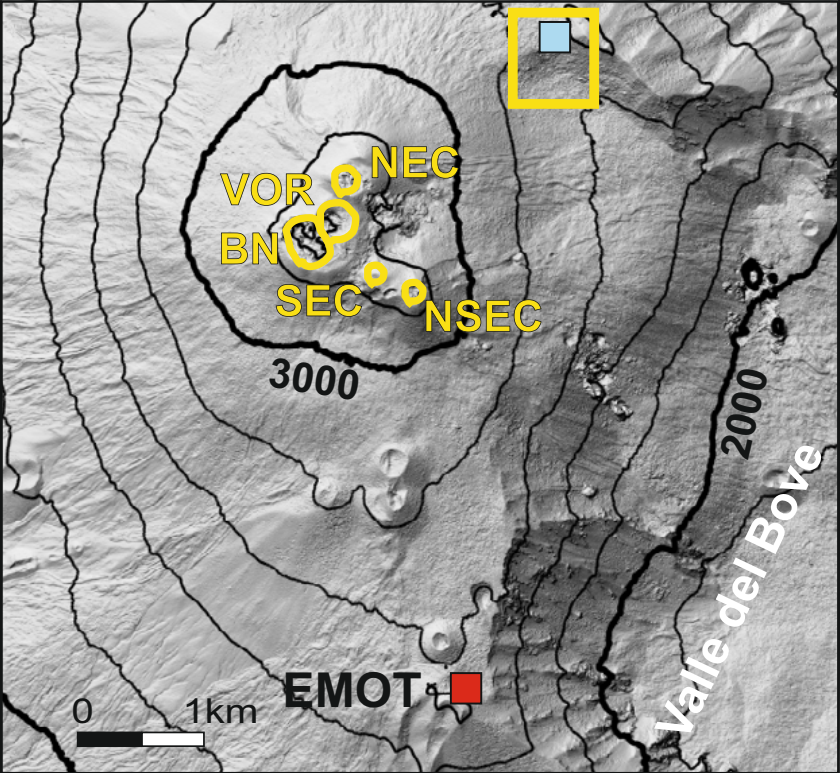 NEC
VOR
BN
SEC
NSEC
3000
2000
Valle del Bove
EMOT
0 1km